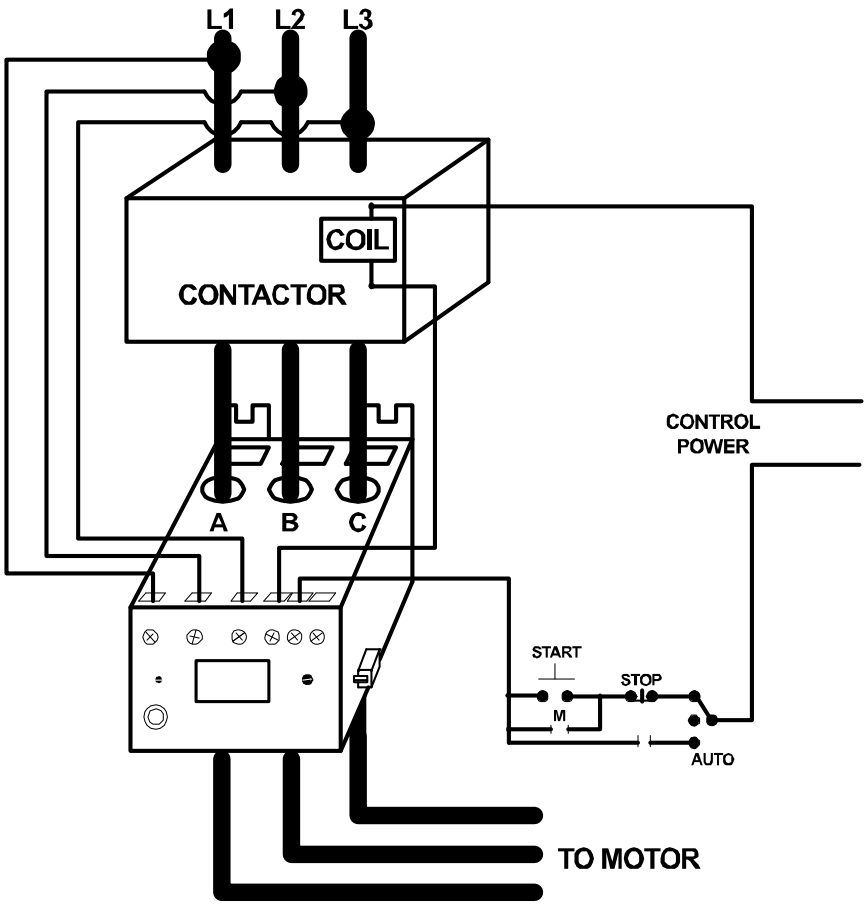 L1 L2 L3
COIL
CONTACTOR
CONTROL
POWER
A B C
START
STOP
M
AUTO
TO MOTOR